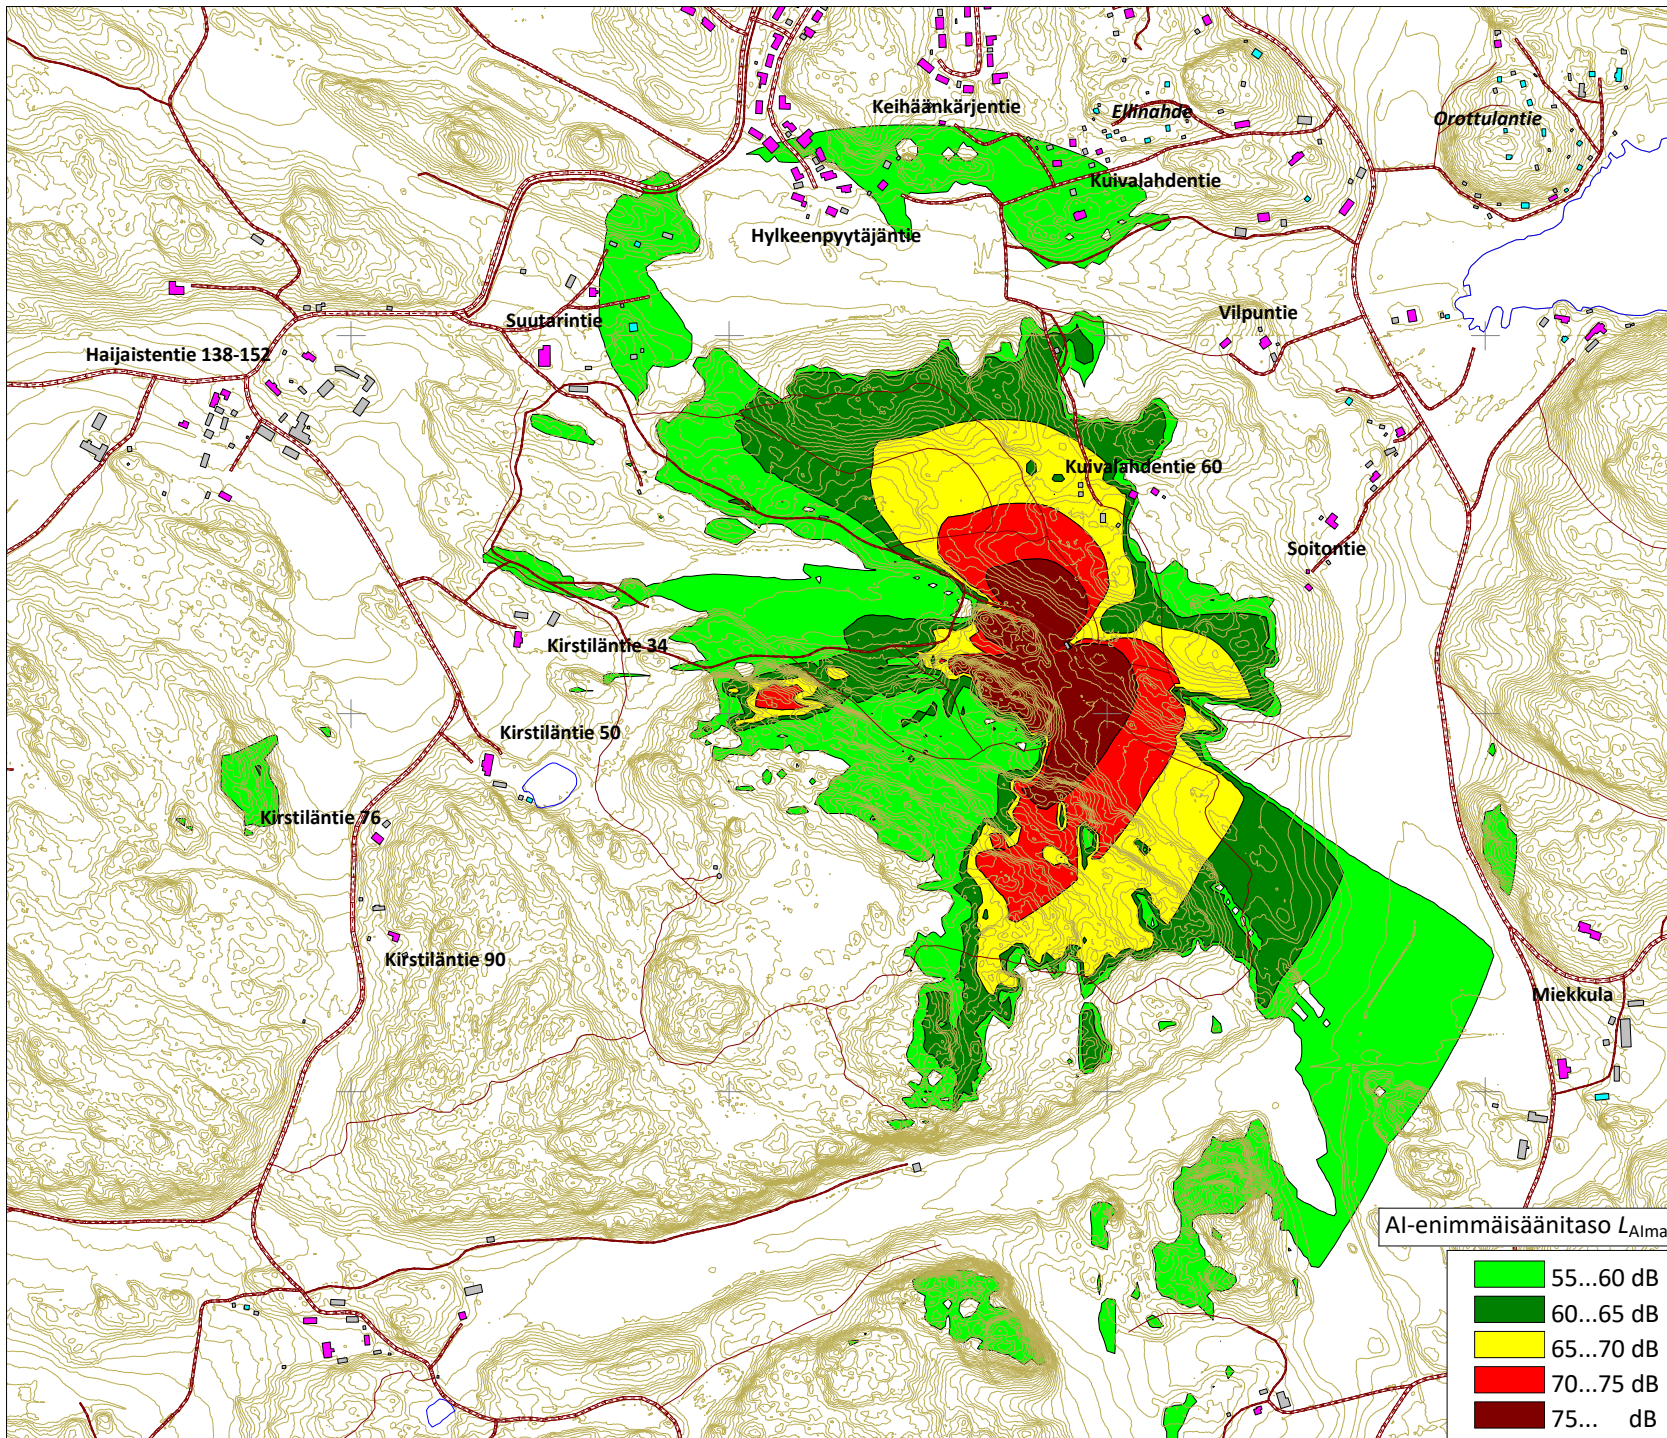 Keihäänkärjentie
Ellinahde
Orottulantie
Kuivalahdentie
Hylkeenpyytäjäntie
Suutarintie
Vilpuntie
Haijaistentie 138-152
Kuivalahdentie 60
Soitontie
Kirstiläntie 34
Kirstiläntie 50
Kirstiläntie 76
Kirstiläntie 90
Miekkula
AI-enimmäisäänitaso LAIma
55...60 dB
60...65 dB
65...70 dB
70...75 dB
75... dB